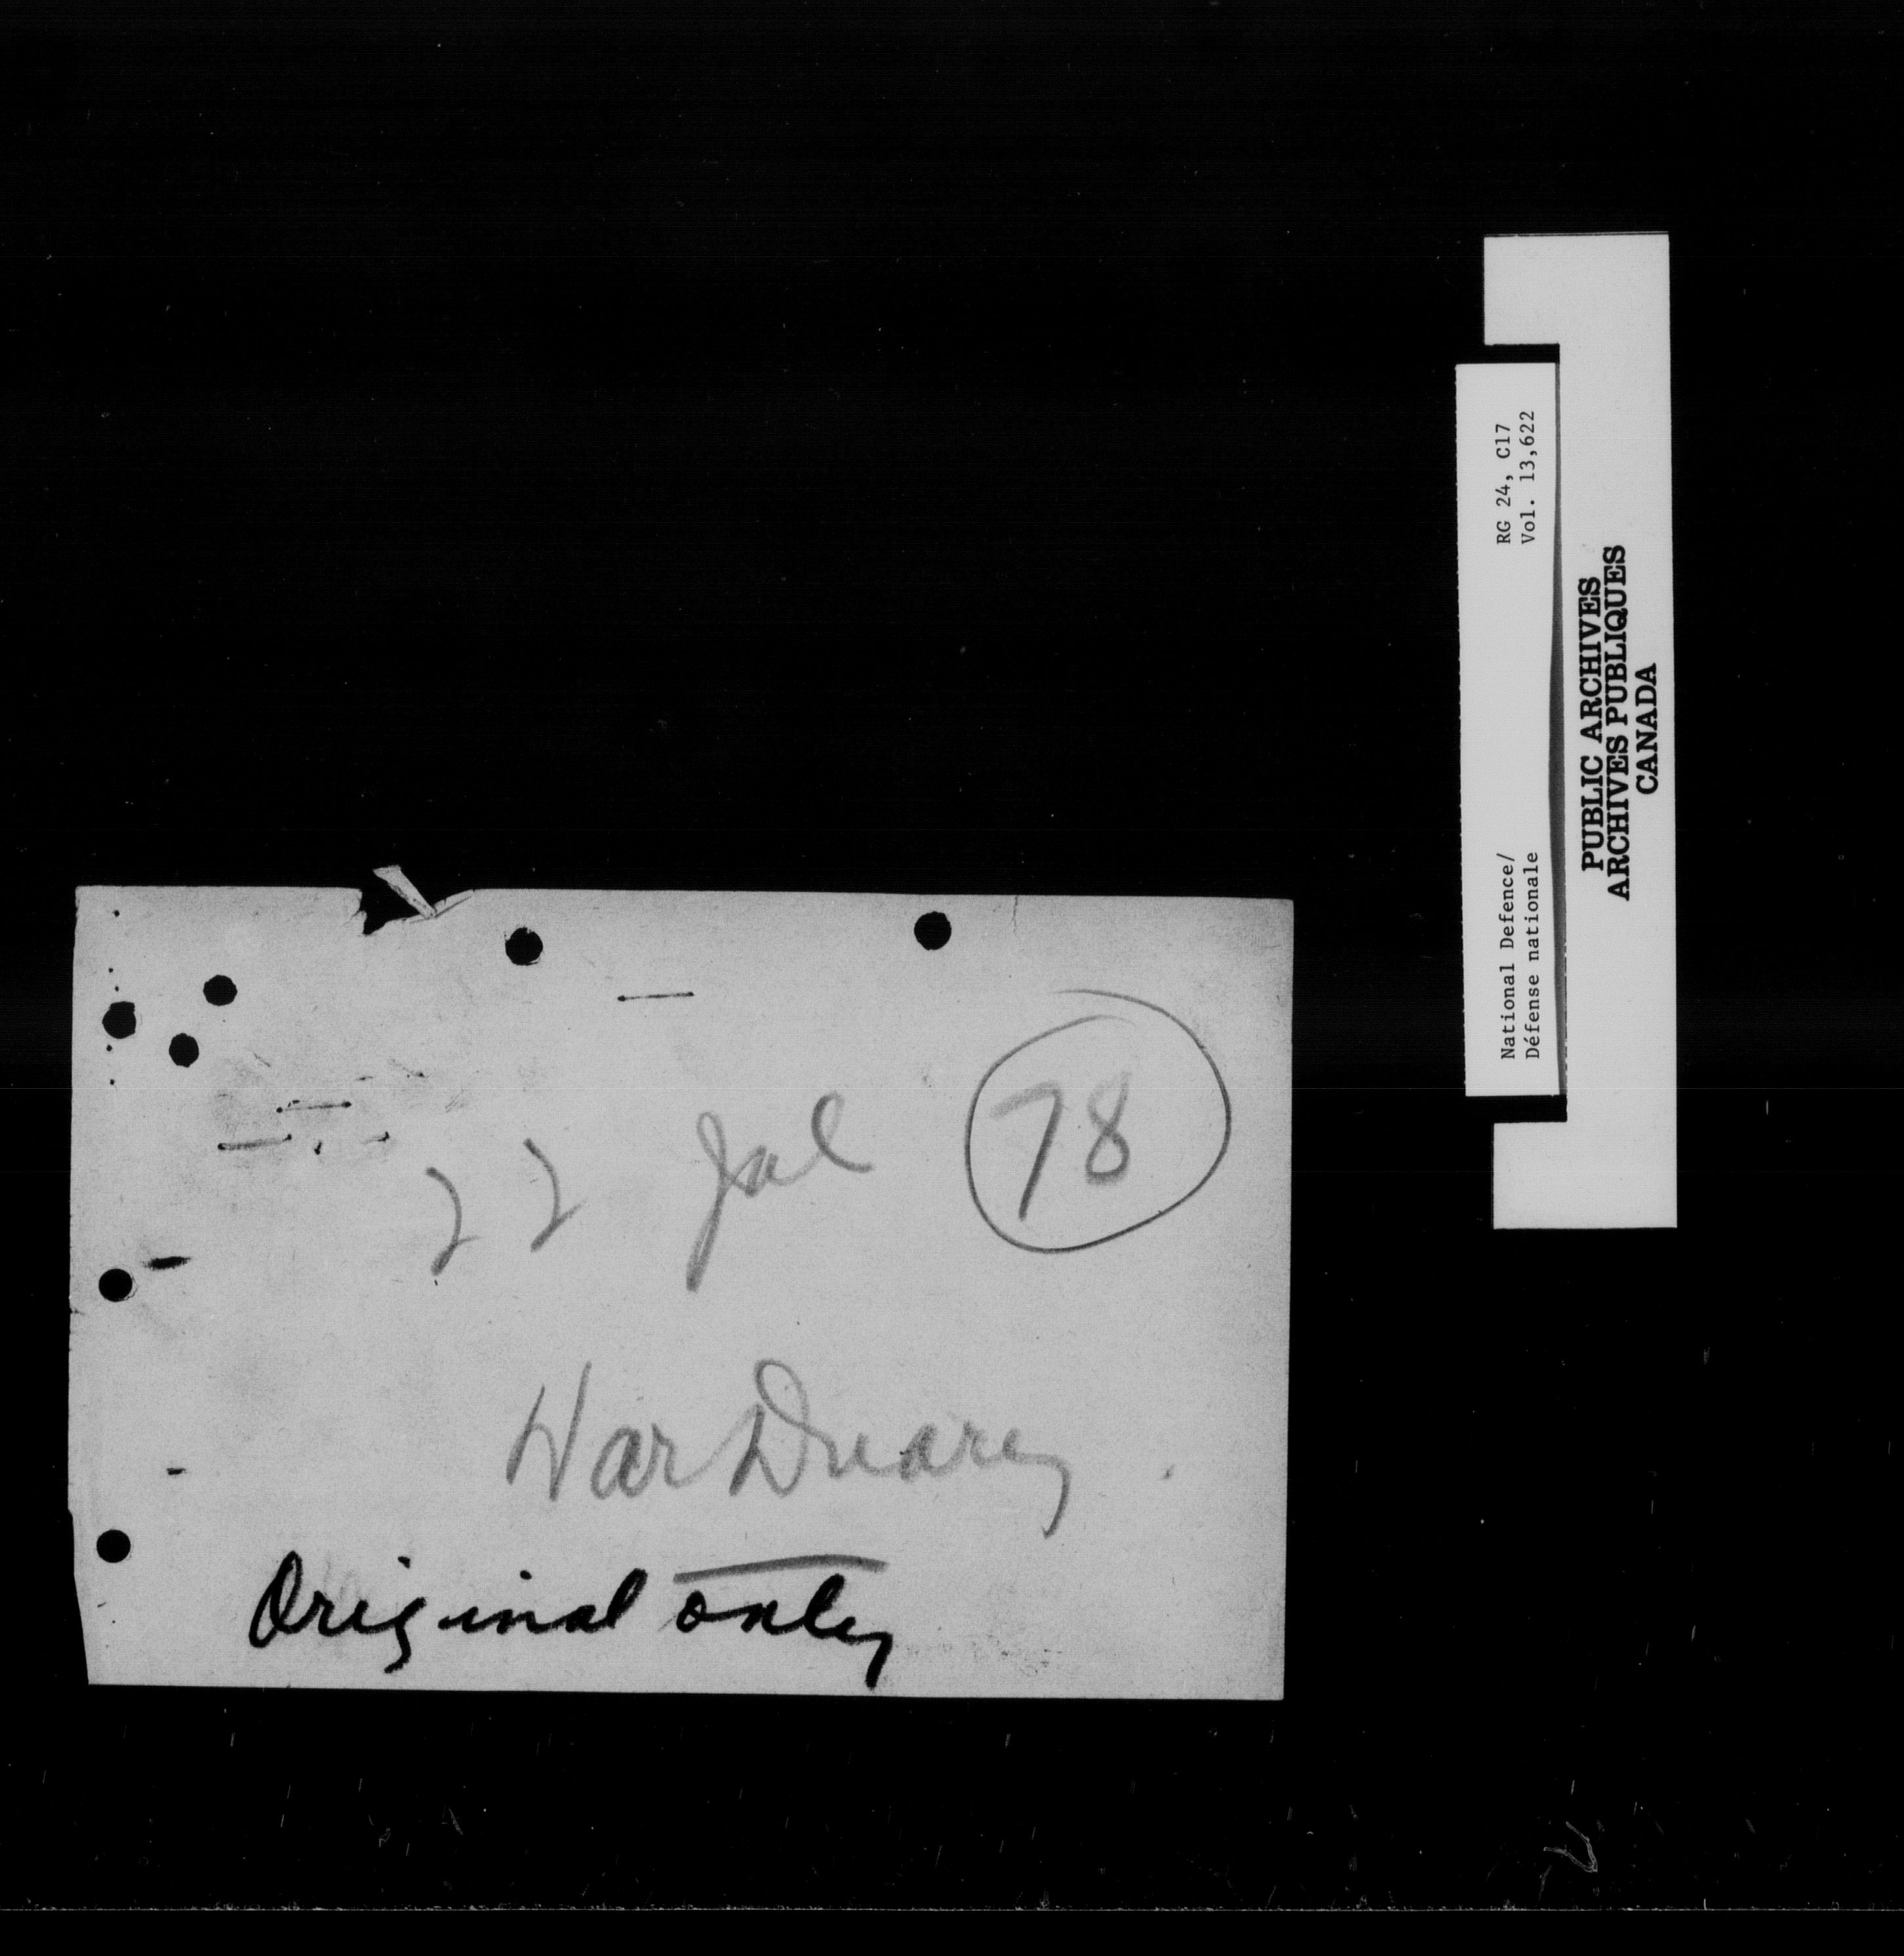 22 Jul 78
War Diary
Original only
National Defence/ RG 24, C17
Défense nationale Vol. 13,622
PUBLIC ARCHIVES
ARCHIVES PUBLIQUES
CANADA